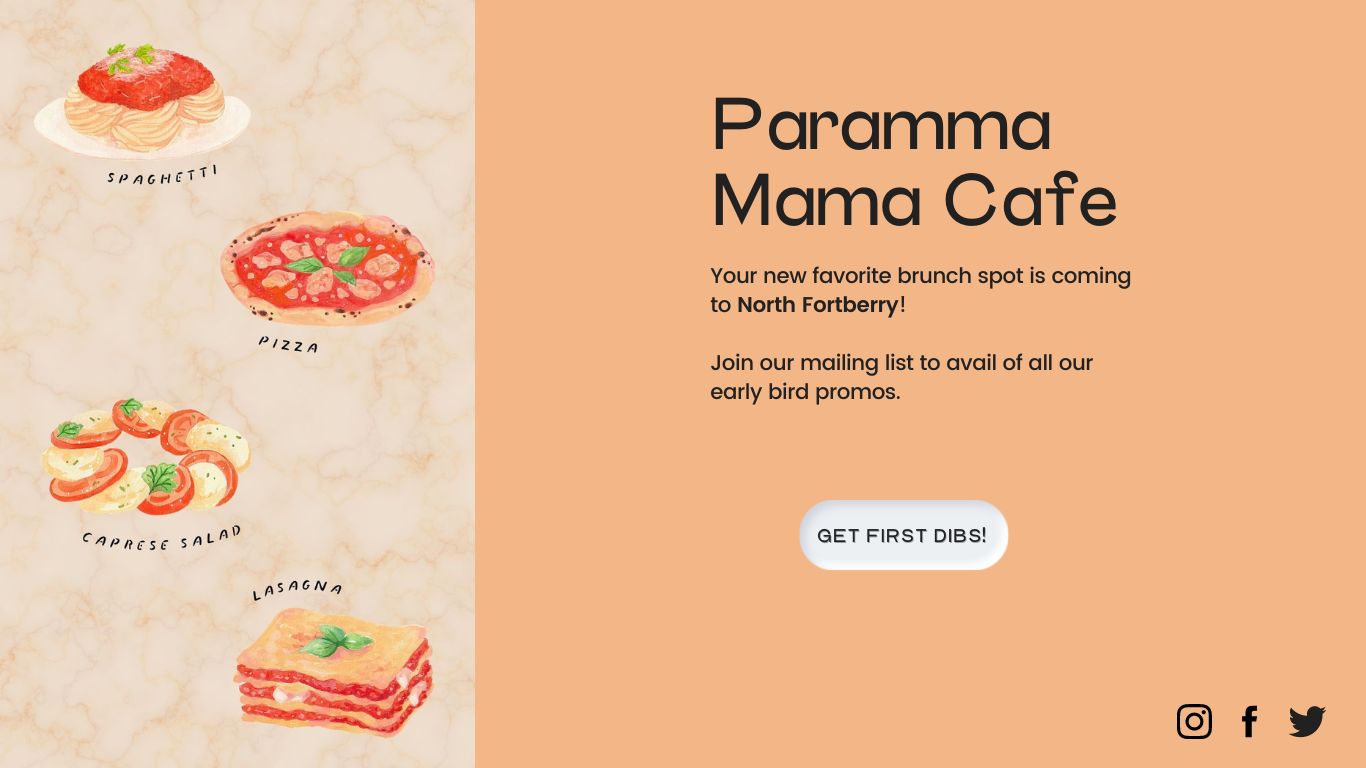 SPAGHETTI
PIZZA
CAPRESE SALAD
LASAGNA
Paramma
Mama Cafe
Your new favorite brunch spot is coming
to North Fortberry!
Join our mailing list to avail of all our
early bird promos.
GET FIRST DIBS!